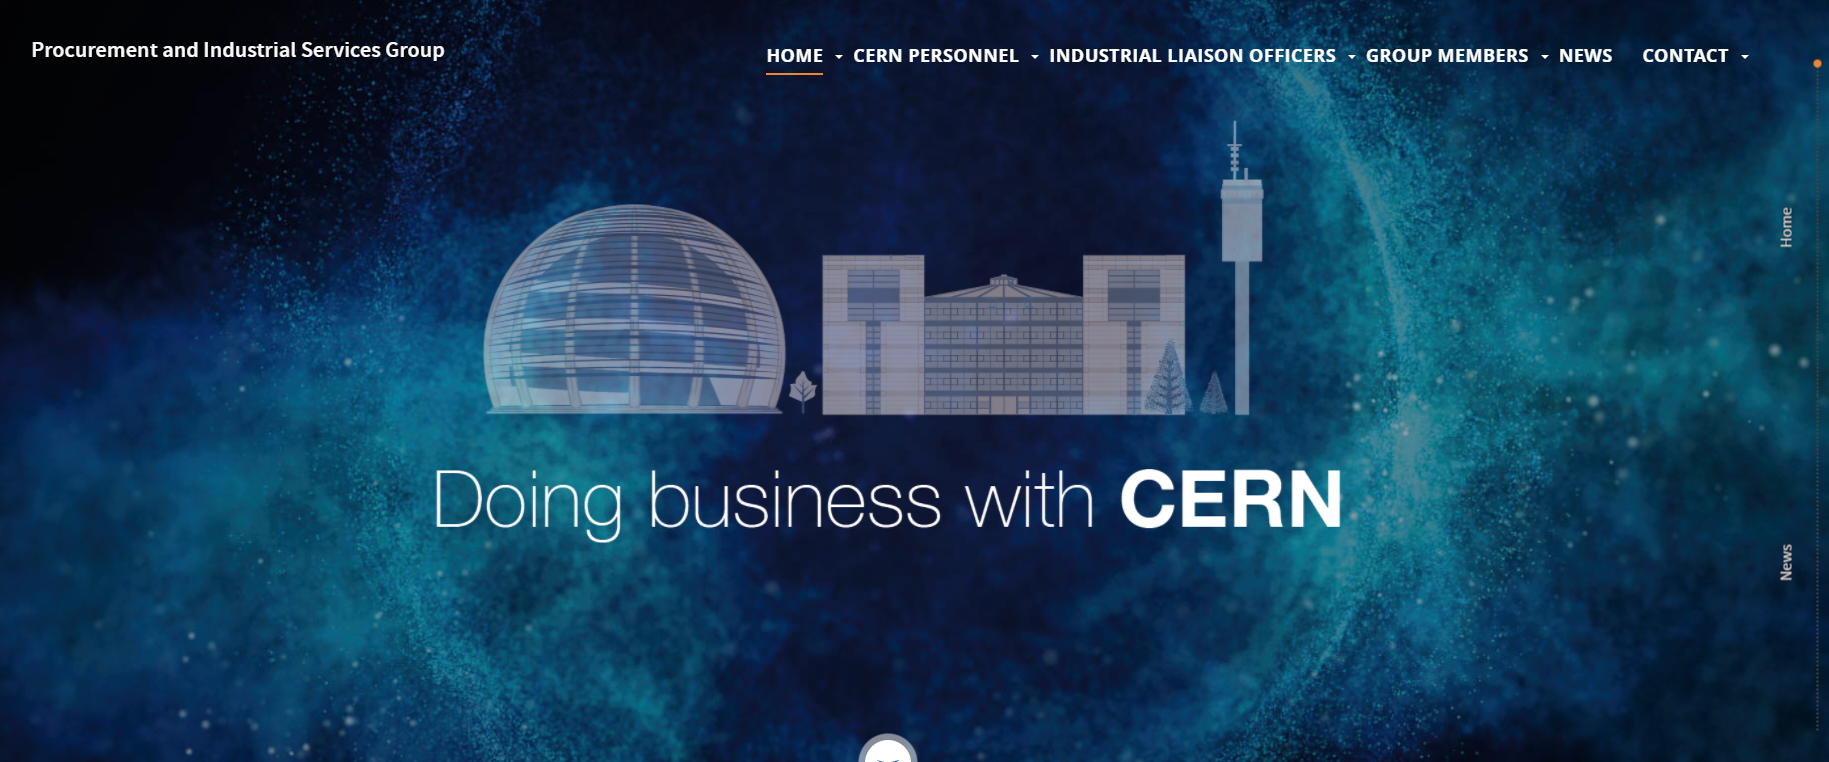 Procurement and Industrial Services Group
HOME CERN PERSONNEL INDUSTRIAL LIAISON OFFICERS GROUP MEMBERS NEWS CONTACT
Home
Doing business with CERN
News